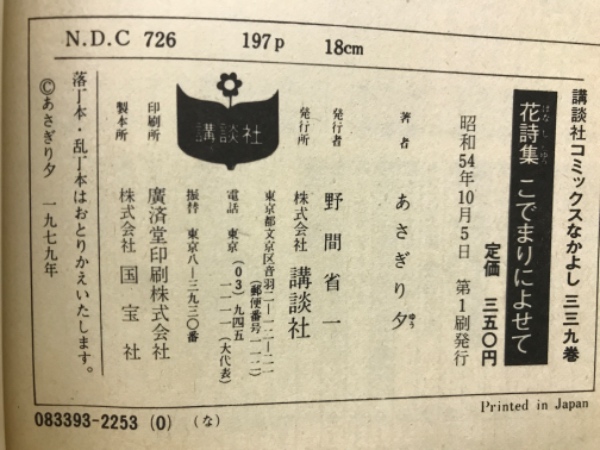 N.D.C 726 197p 18cm
講談社コミックスなかよし 三三九巻
花詩集 こでまりによせて
はなししゅう
昭和54年10月5日 第1刷発行
定価 三五〇円
著者 あさぎり夕
ゆう
発行者 野間省一
発行所 株式会社 講談社
東京都文京区音羽二―一二―二一
(郵便番号一一二)
電話 東京(03)九四五
一一一一(大代表)
振替 東京八―三九三〇番
講談社
印刷所 廣済堂印刷株式会社
製本所 株式会社 国宝社
落丁本・乱丁本はおとりかえいたします。
©あさぎり夕 一九七九年
083393-2253 (0) (な)
Printed in Japan